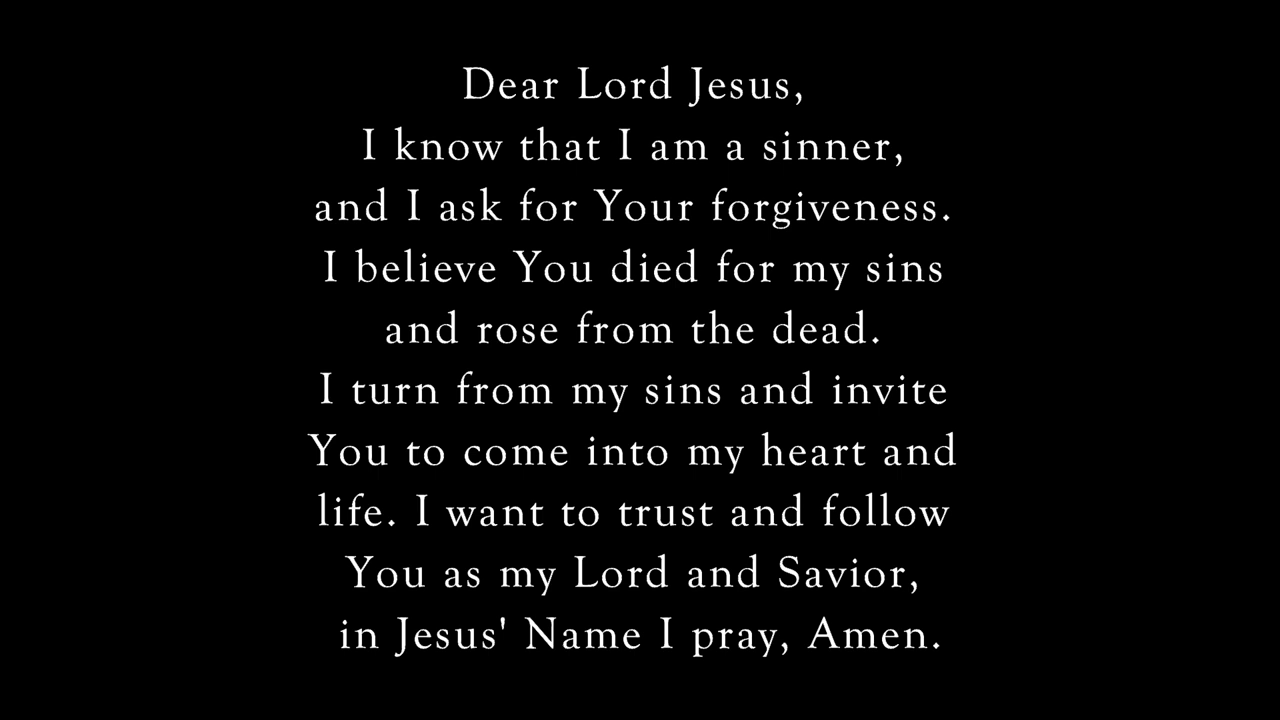 Dear Lord Jesus,
I know that I am a sinner,
and I ask for Your forgiveness.
I believe You died for my sins
and rose from the dead.
I turn from my sins and invite
You to come into my heart and
life. I want to trust and follow
You as my Lord and Savior,
in Jesus' Name I pray, Amen.